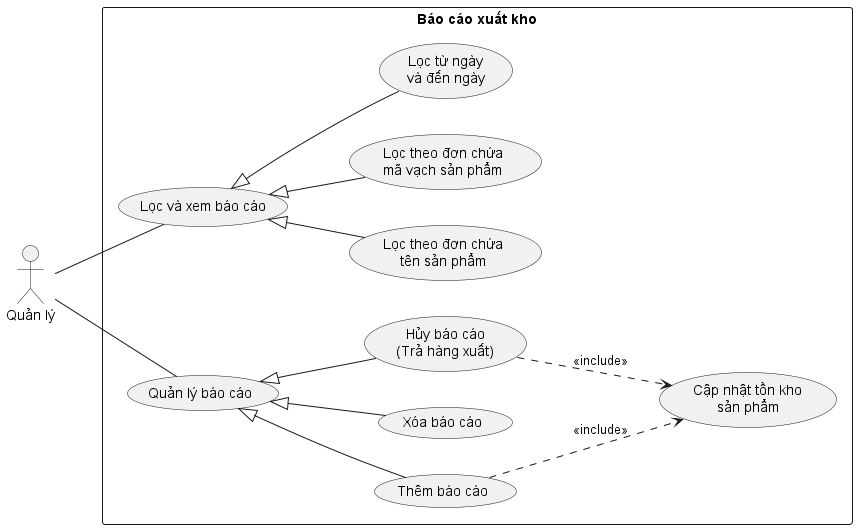 Báo cáo xuất kho
Lọc từ ngày
và đến ngày
Lọc theo đơn chứa
mã vạch sản phẩm
Lọc và xem báo cáo
Lọc theo đơn chứa
tên sản phẩm
Quản lý
Hủy báo cáo
(Trả hàng xuất)
«include»
Quản lý báo cáo
Cập nhật tồn kho
sản phẩm
Xóa báo cáo
«include»
Thêm báo cáo